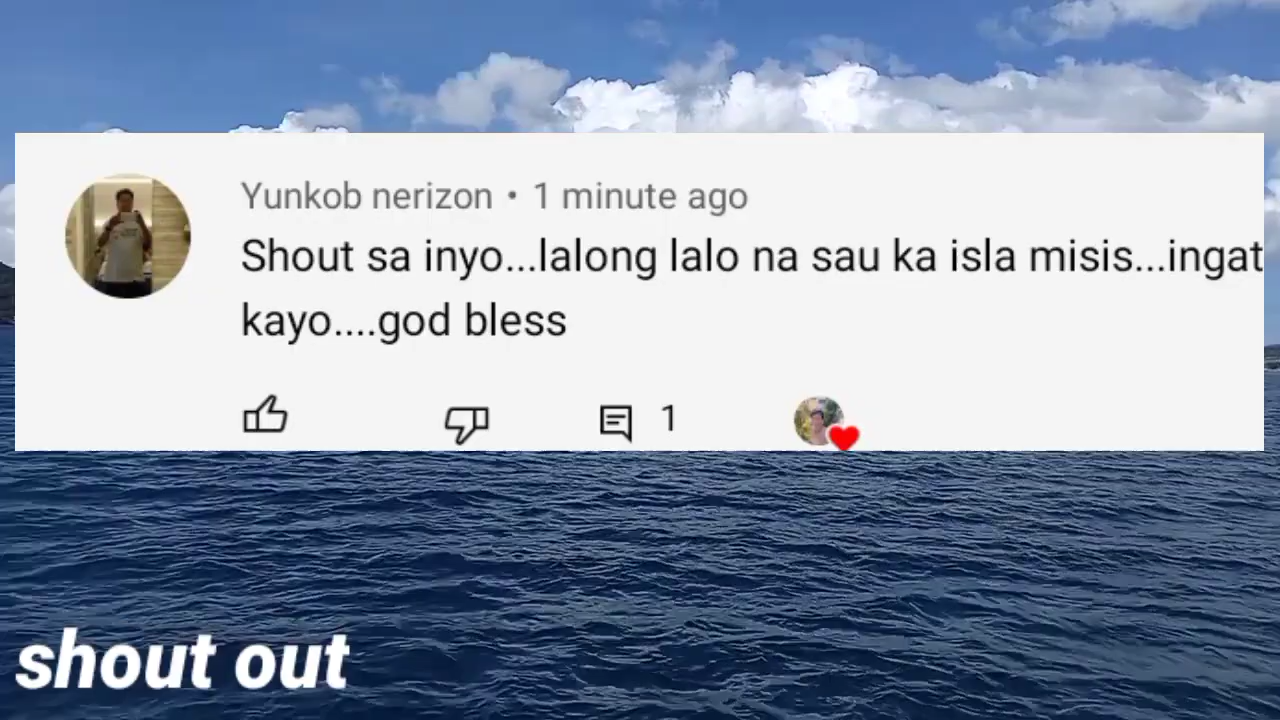 Yunkob nerizon • 1 minute ago
Shout sa inyo...lalong lalo na sau ka isla misis...ingat
kayo....god bless
1
shout out